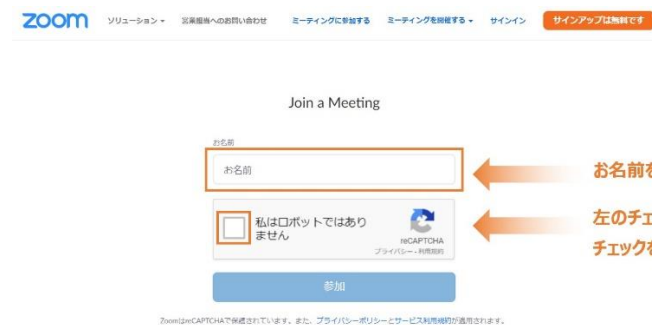 zoom ソリューション 営業担当へのお問い合わせ ミーティングに参加する ミーティングを開催する サインイン サインアップは無料です
Join a Meeting
お名前
お名前
お名前を
私はロボットではあり
ません
reCAPTCHA
プライバシー - 利用規約
左のチェ
チェックを
参加
ZoomはreCAPTCHAで保護されています。また、プライバシーポリシーとサービス利用規約が適用されます。